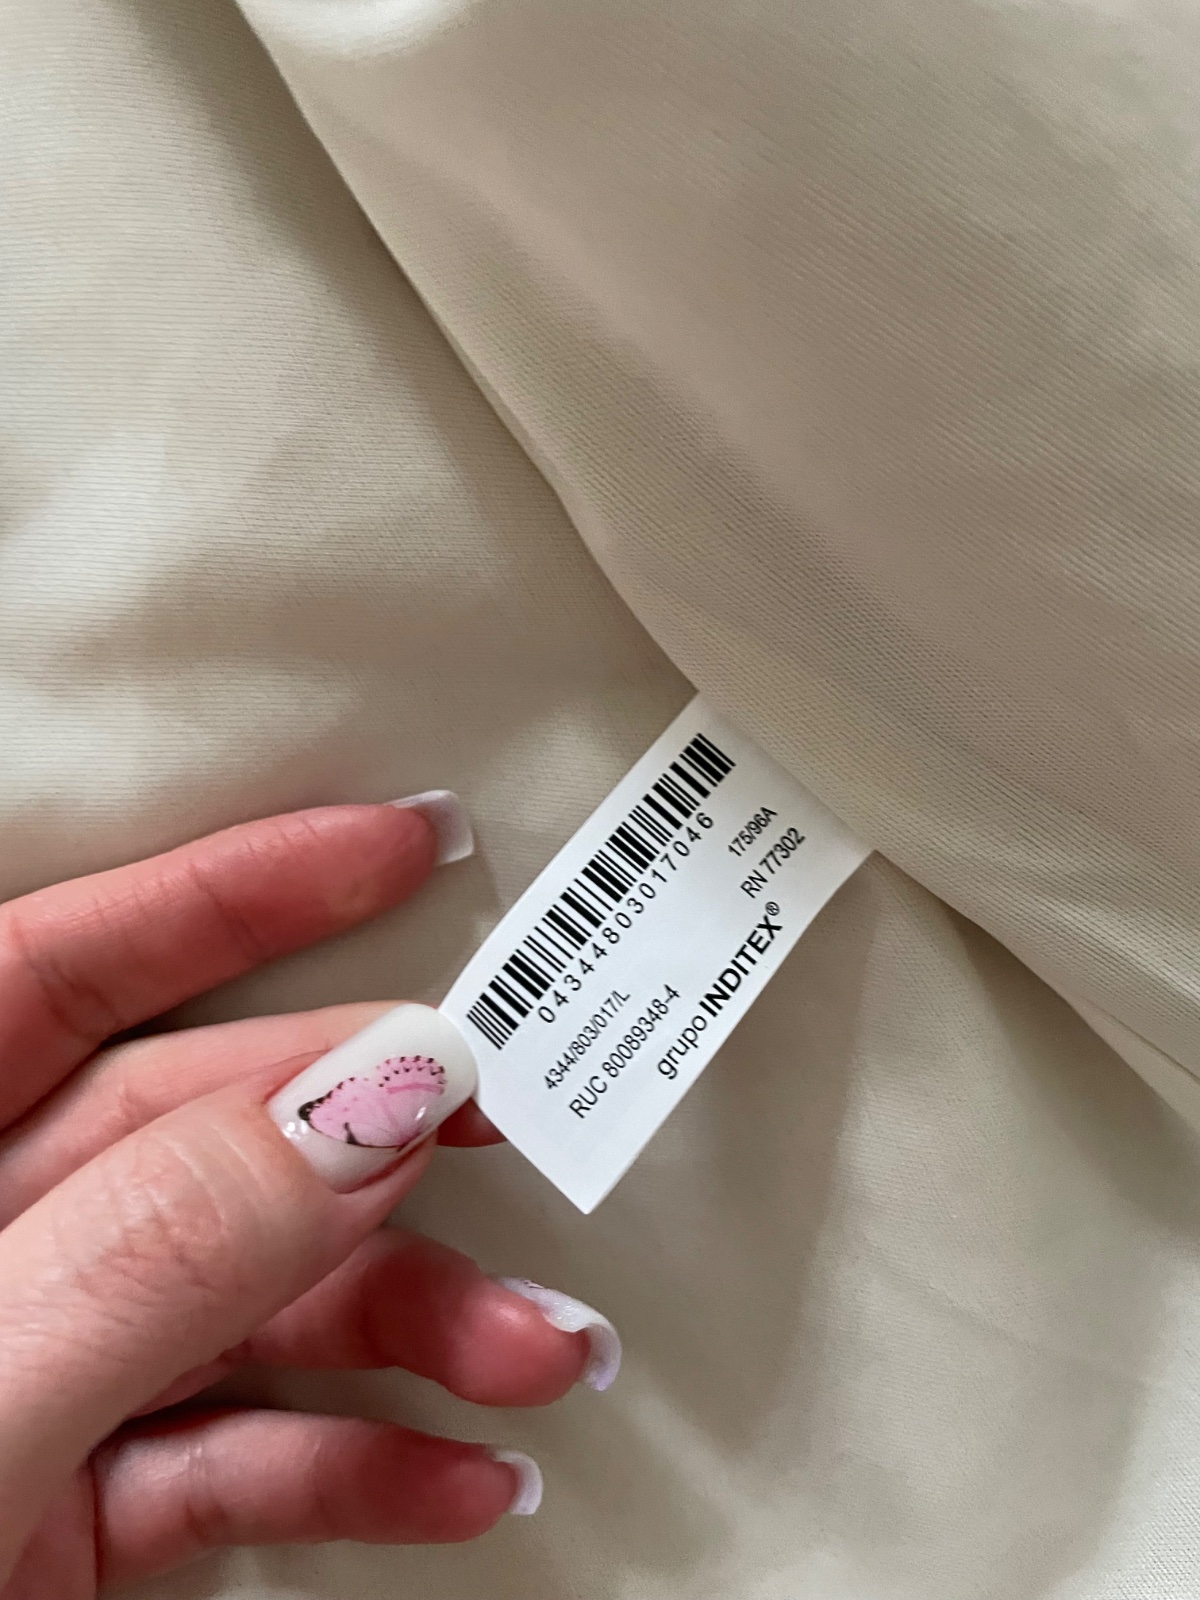 04344803017046
4344/803/017/L
175/96A
RUC 80089348-4
RN 77302
grupo INDITEX®